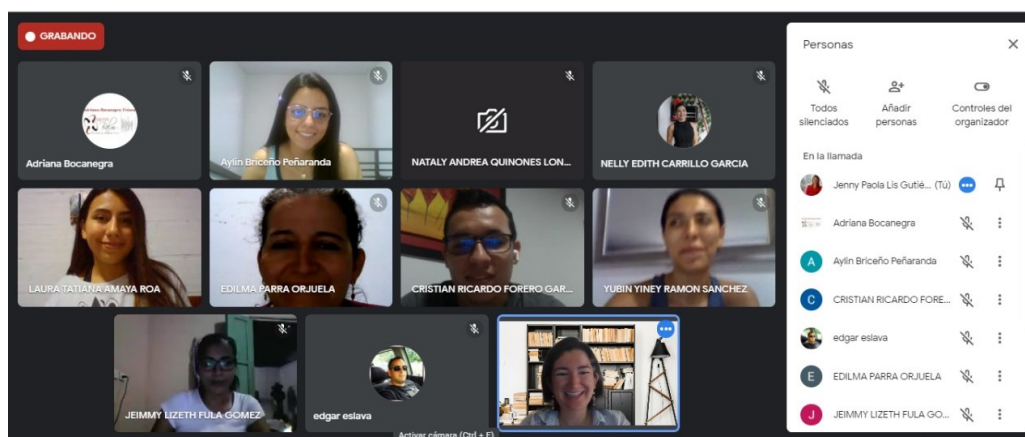 GRABANDO
Adriana Bocanegra
Aylin Briceño Peñaranda
NATALY ANDREA QUINONES LON...
NELLY EDITH CARRILLO GARCIA
LAURA TATIANA AMAYA ROA
EDILMA PARRA ORJUELA
CRISTIAN RICARDO FORERO GAR...
YUBIN YINEY RAMON SANCHEZ
JEIMMY LIZETH FULA GOMEZ
edgar eslava
Activar cámara (Ctrl + E)
Personas
Todos silenciados
Añadir personas
Controles del organizador
En la llamada
Jenny Paola Lis Gutié... (Tú)
Adriana Bocanegra
A Aylin Briceño Peñaranda
C CRISTIAN RICARDO FORE...
edgar eslava
E EDILMA PARRA ORJUELA
J JEIMMY LIZETH FULA GO...